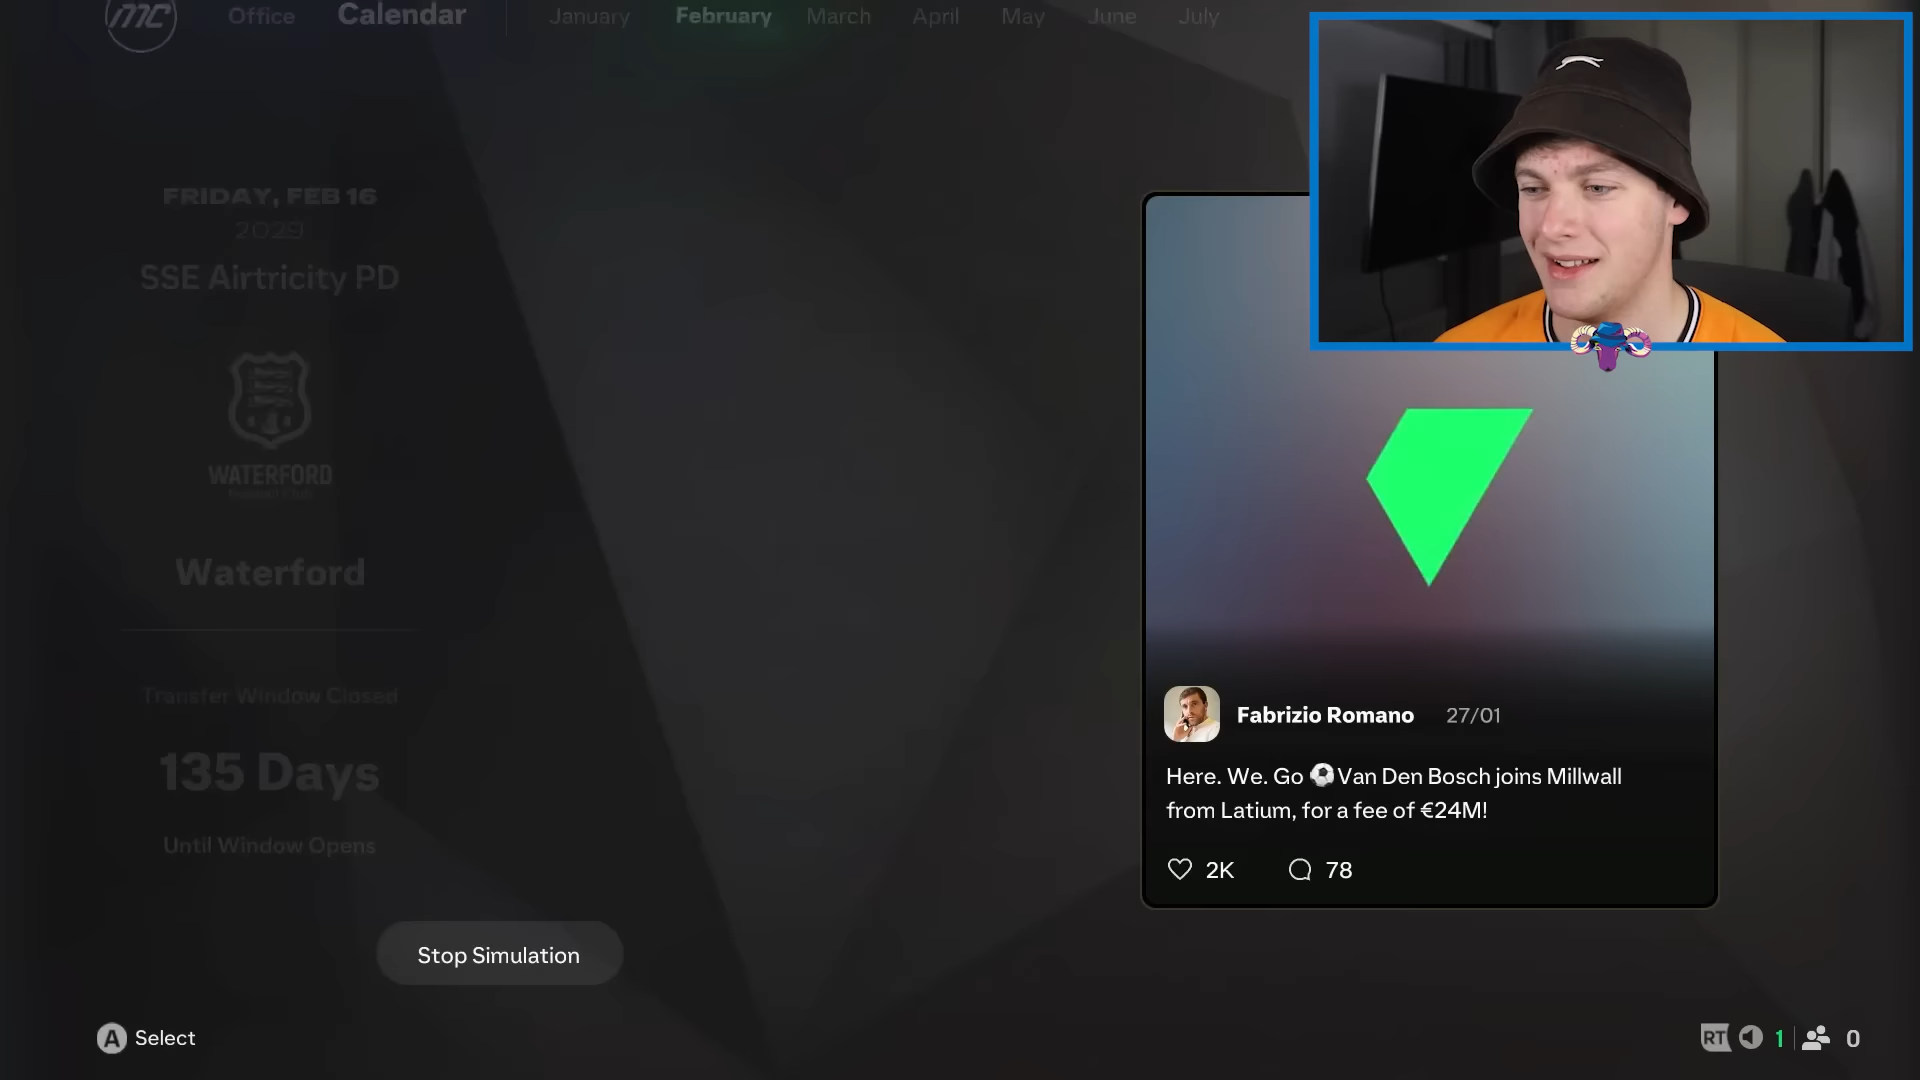 MC
Office
Calendar
January
February
March
April
May
June
July
FRIDAY, FEB 16
2029
SSE Airtricity PD
WATERFORD
Waterford
Transfer Window Closed
135 Days
Until Window Opens
Stop Simulation
A Select
Fabrizio Romano 27/01
Here. We. Go ⚽Van Den Bosch joins Millwall
from Latium, for a fee of €24M!
2K 78
RT 1 0